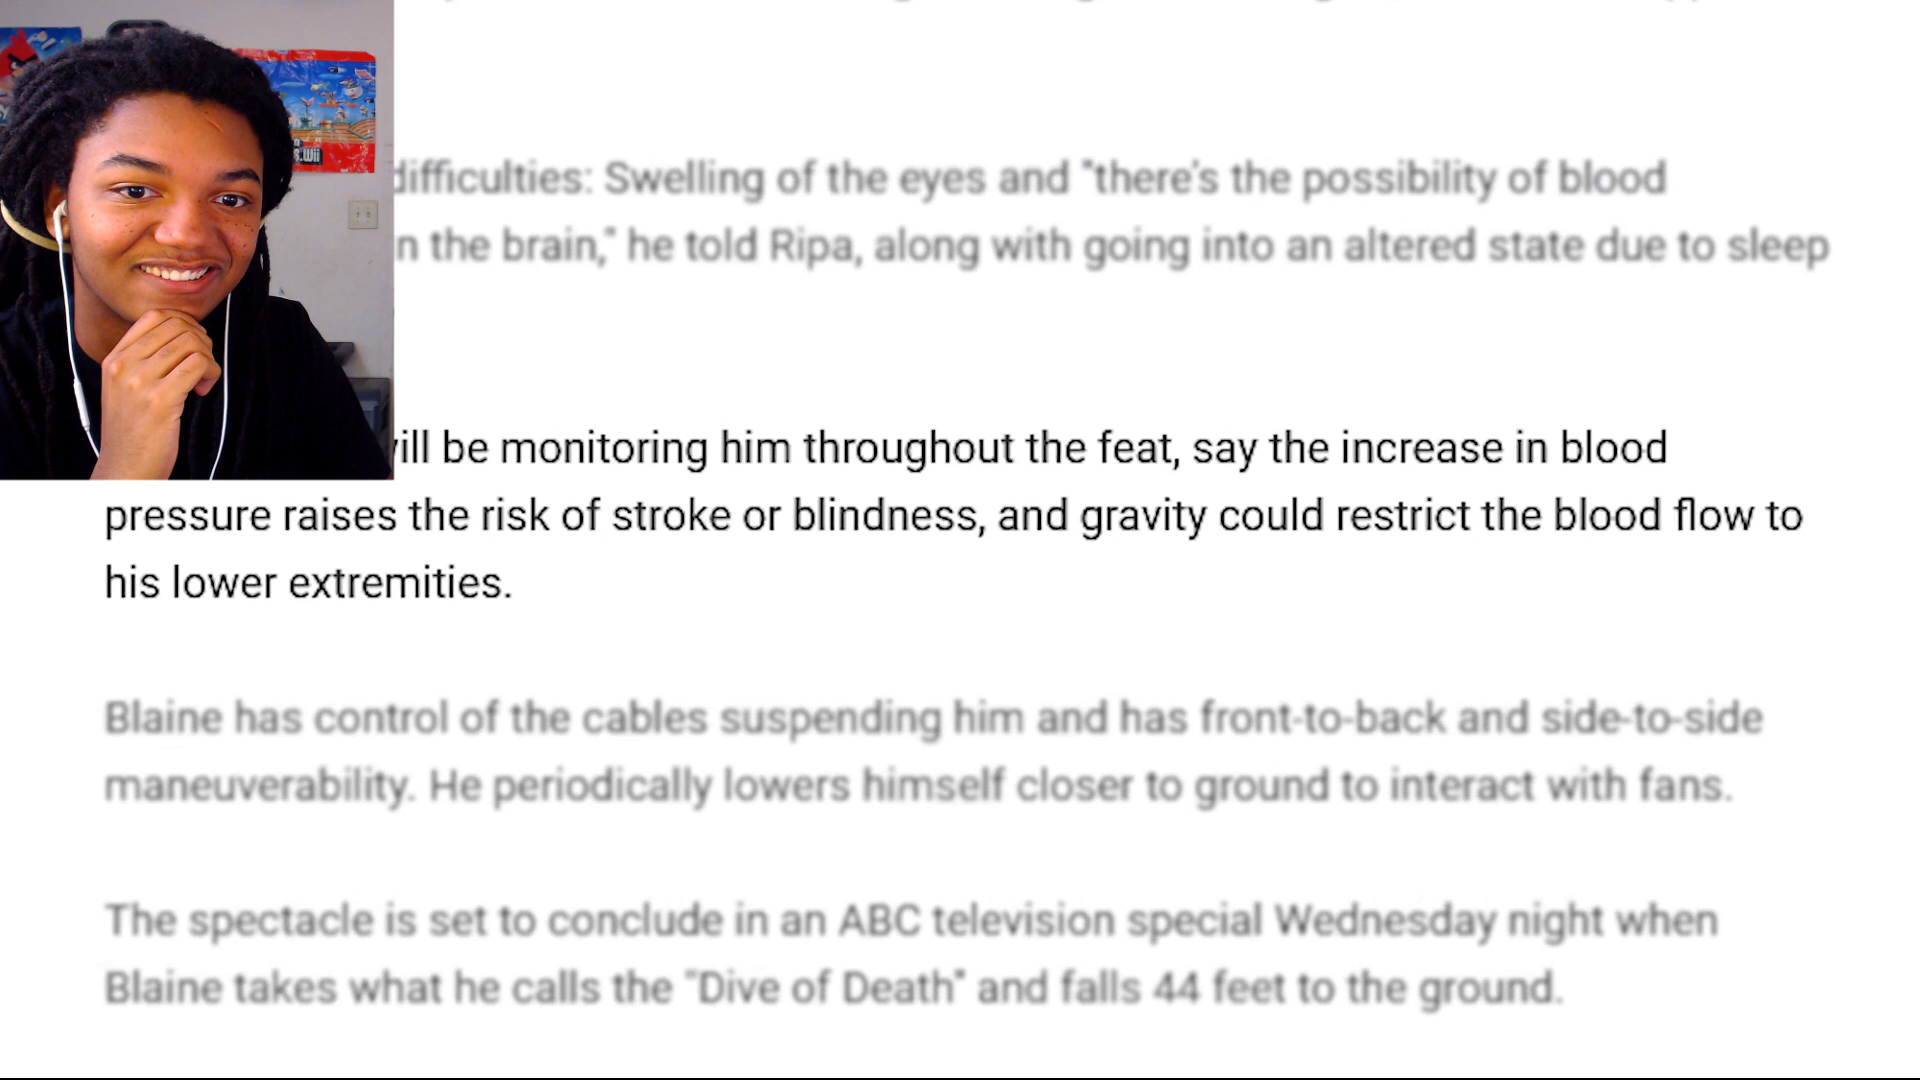 difficulties: Swelling of the eyes and "there's the possibility of blood
in the brain," he told Ripa, along with going into an altered state due to sleep
will be monitoring him throughout the feat, say the increase in blood
pressure raises the risk of stroke or blindness, and gravity could restrict the blood flow to
his lower extremities.
Blaine has control of the cables suspending him and has front-to-back and side-to-side
maneuverability. He periodically lowers himself closer to ground to interact with fans.
The spectacle is set to conclude in an ABC television special Wednesday night when
Blaine takes what he calls the "Dive of Death" and falls 44 feet to the ground.
Wii